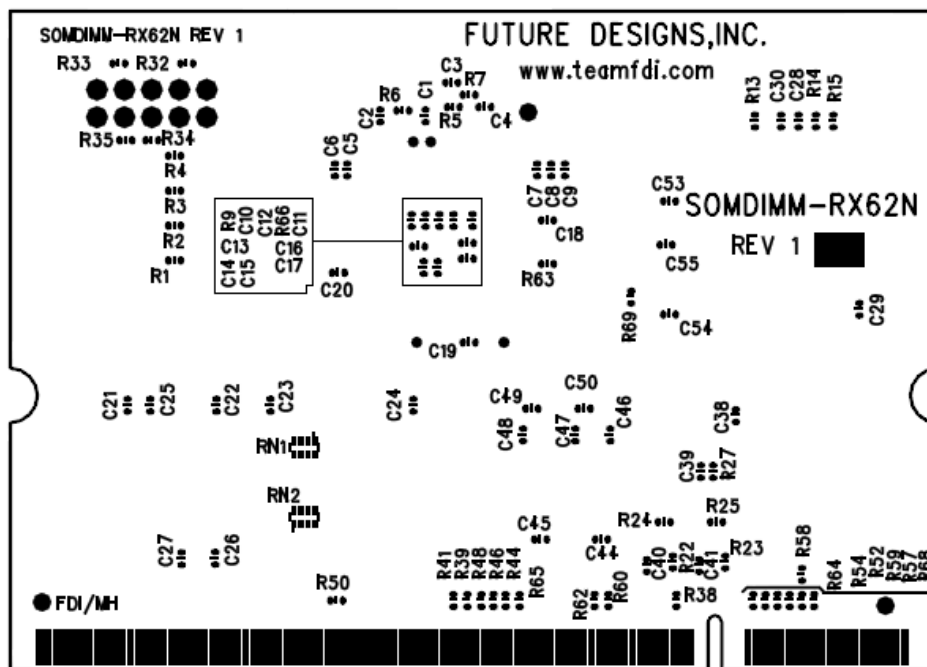 SOMDIMM-RX62N REV 1
FUTURE DESIGNS,INC.
www.teamfdi.com
R33 R32
C3
R7
C1
R6
R5
C4
C2
R13
C30
C28
R14
R15
R35
R34
C6
C5
R4
R3
R2
R1
C7
C8
C9
C53
SOMDIMM-RX62N
REV 1
R9
C10
C12
R66
C11
C13
C16
C14
C15
C17
C18
C20
R63
C55
R69
C54
C29
C19
C21
C25
C22
C23
C24
C49
C50
C48
C47
C46
C38
RN1
C39
R27
RN2
C45
R24
R25
C27
C26
C44
C40
R22
C41
R23
R58
R41
R39
R48
R46
R44
R65
R50
R62
R60
R38
R64
R54
R52
R59
R57
R68
FDI/MH